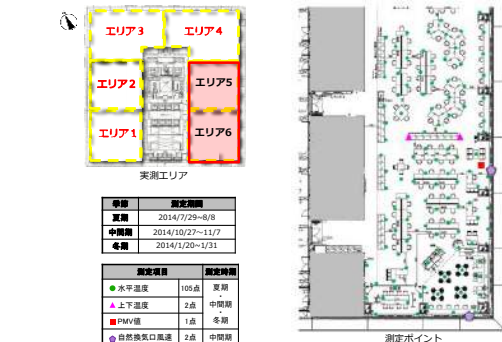 エリア3
エリア4
エリア2
エリア5
エリア1
エリア6
実測エリア
季節 測定期間
夏期 2014/7/29~8/8
中間期 2014/10/27~11/7
冬期 2014/1/20~1/31
測定項目 測定時期
水平温度 105点 夏期
・
上下温度 2点 中間期
・
PMV値 1点 冬期
自然換気口風速 2点 中間期
測定ポイント